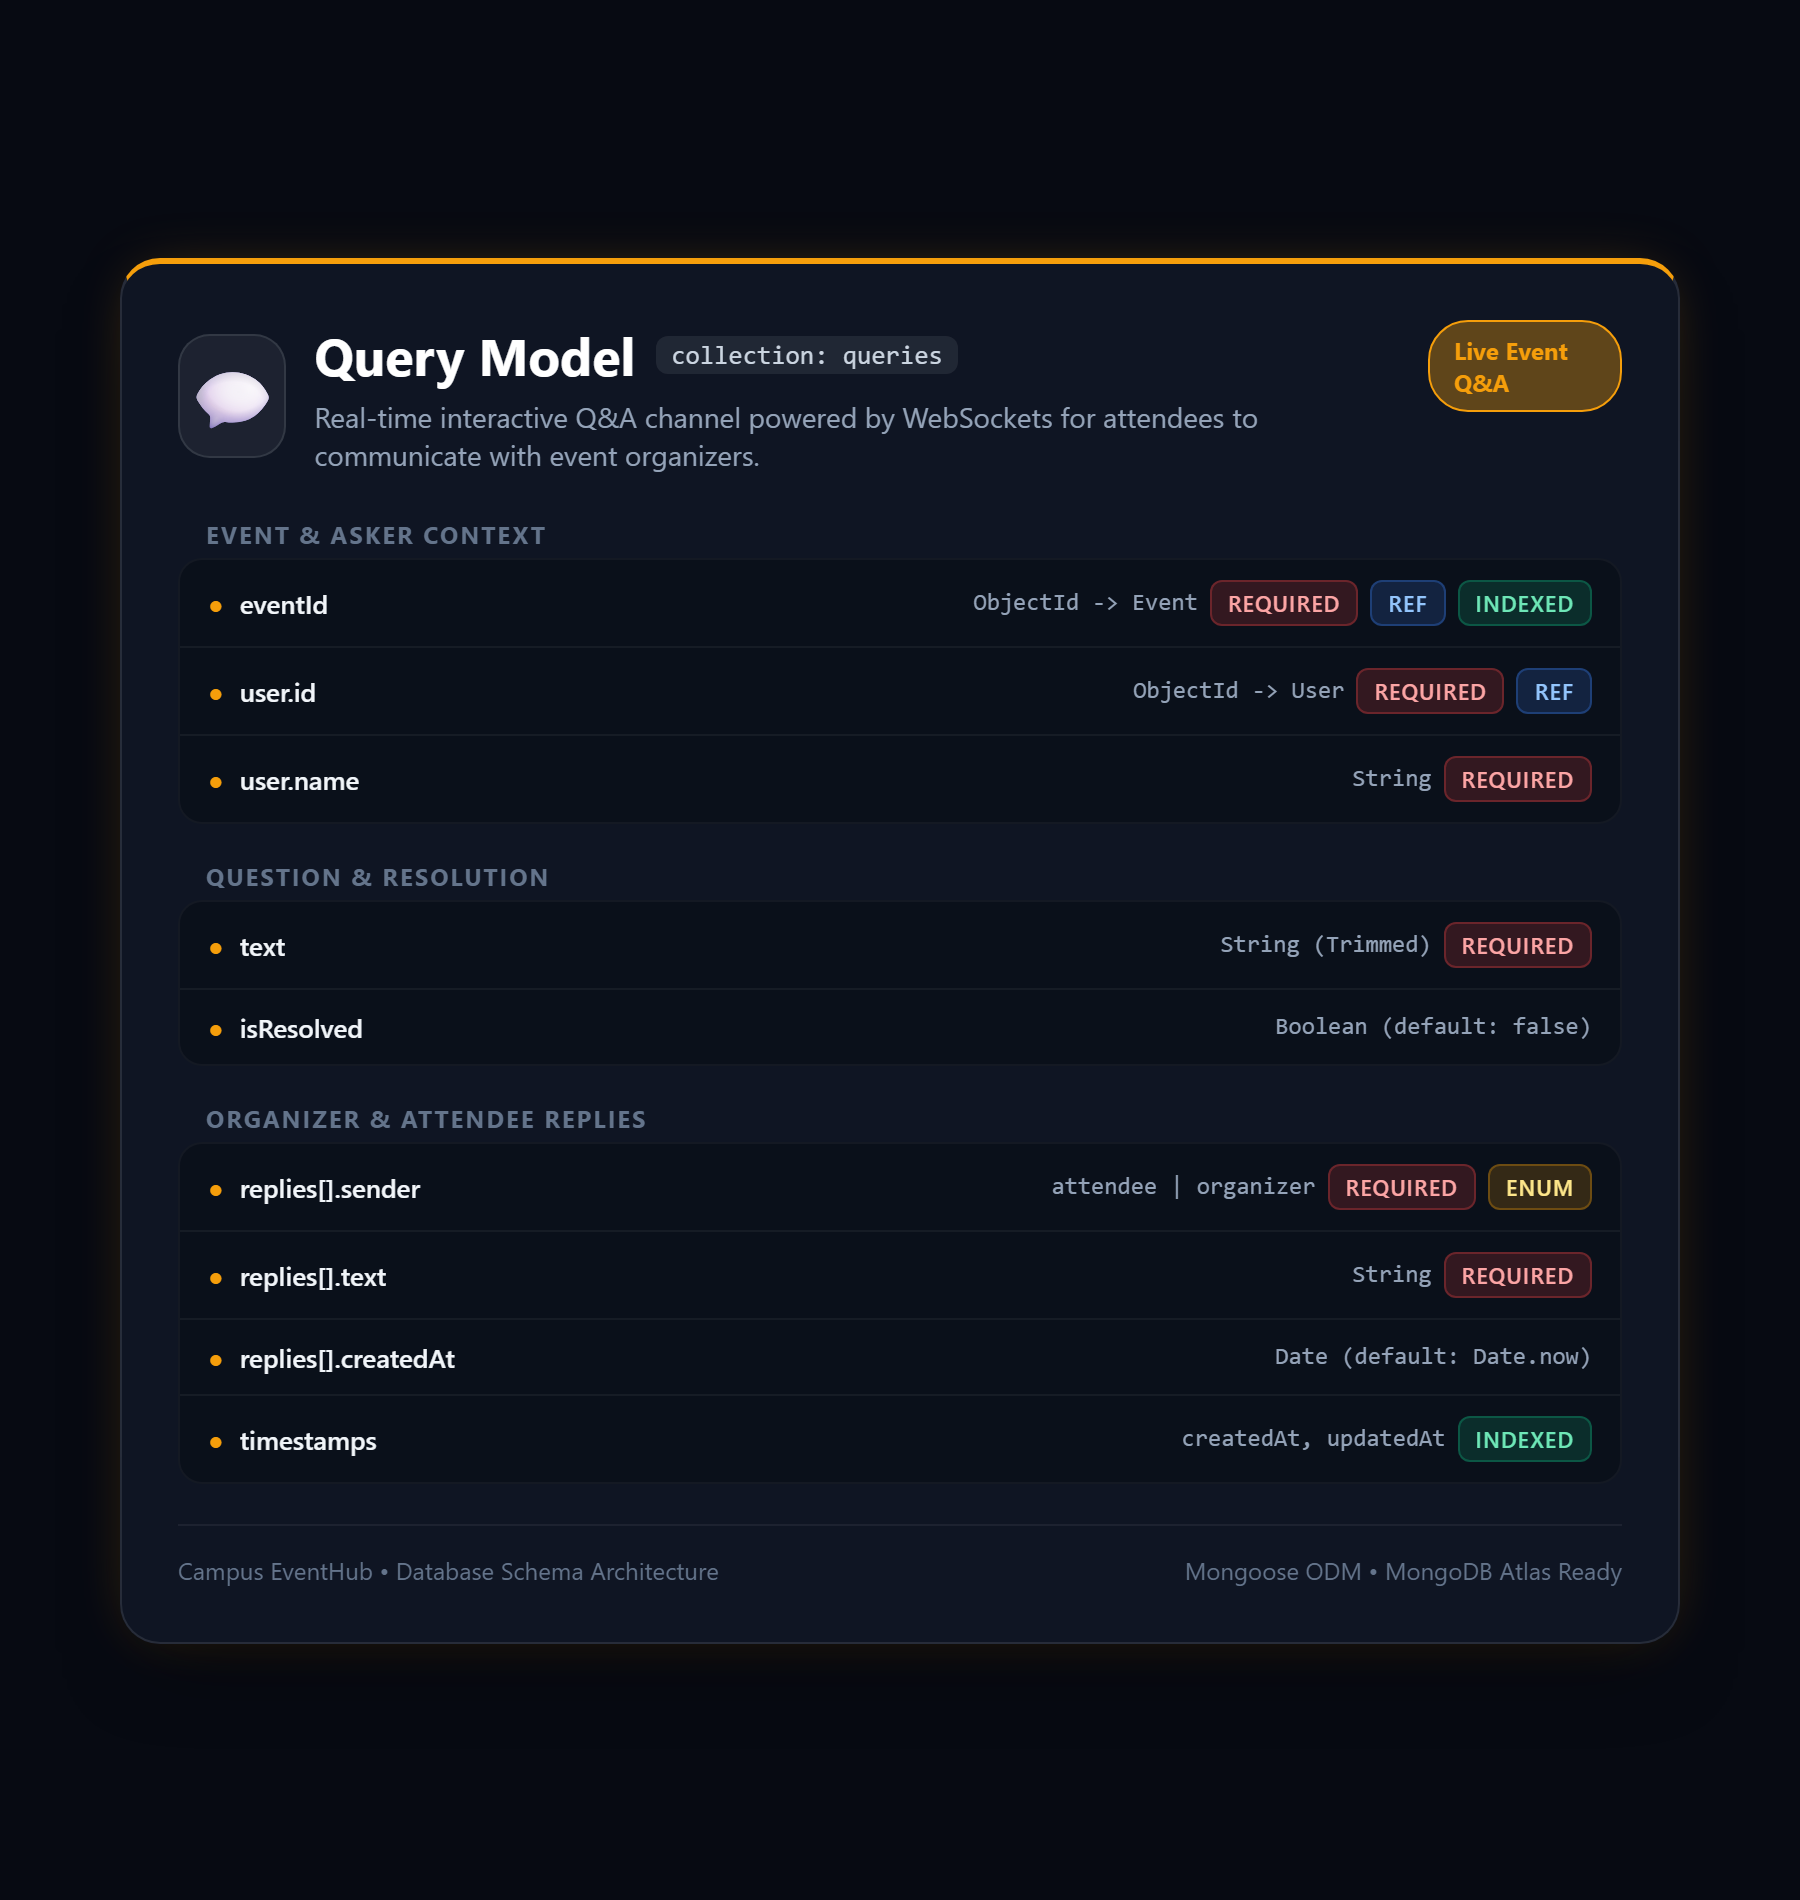 Query Model collection: queries
Live Event
Q&A
Real-time interactive Q&A channel powered by WebSockets for attendees to
communicate with event organizers.
EVENT & ASKER CONTEXT
eventId ObjectId -> Event REQUIRED REF INDEXED
user.id ObjectId -> User REQUIRED REF
user.name String REQUIRED
QUESTION & RESOLUTION
text String (Trimmed) REQUIRED
isResolved Boolean (default: false)
ORGANIZER & ATTENDEE REPLIES
replies[].sender attendee | organizer REQUIRED ENUM
replies[].text String REQUIRED
replies[].createdAt Date (default: Date.now)
timestamps createdAt, updatedAt INDEXED
Campus EventHub • Database Schema Architecture
Mongoose ODM • MongoDB Atlas Ready